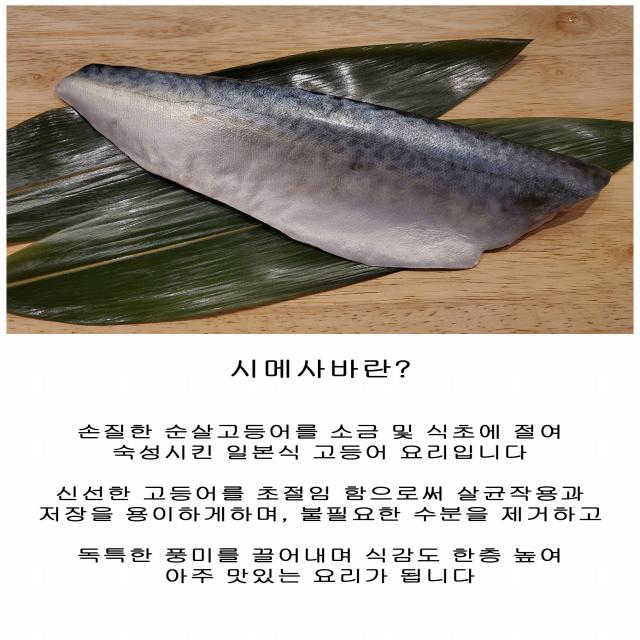 시메사바란?
손질한 순살고등어를 소금 및 식초에 절여
숙성시킨 일본식 고등어 요리입니다
신선한 고등어를 초절임 함으로써 살균작용과
저장을 용이하게하며, 불필요한 수분을 제거하고
독특한 풍미를 끌어내며 식감도 한층 높여
아주 맛있는 요리가 됩니다